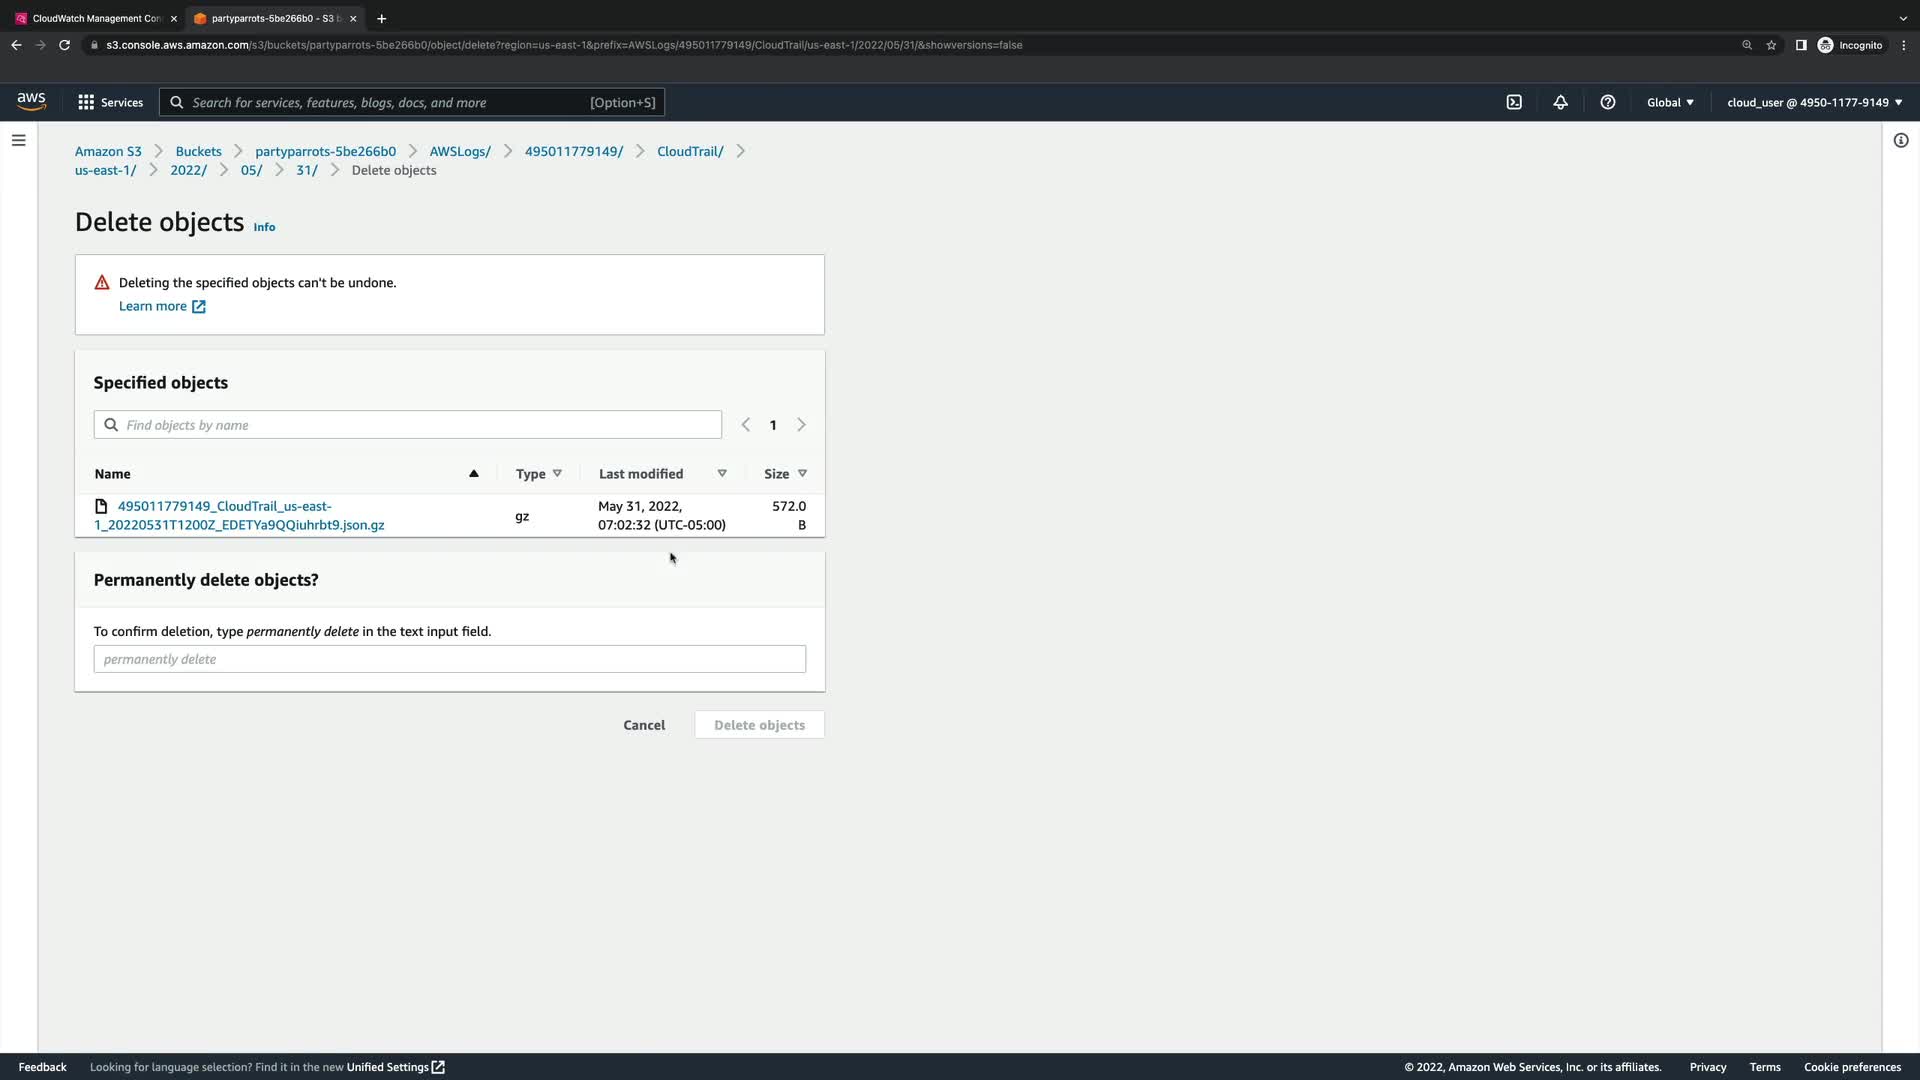 CloudWatch Management Con
partyparrots-5be266b0 - S3 b
s3.console.aws.amazon.com/s3/buckets/partyparrots-5be266b0/object/delete?region=us-east-1&prefix=AWSLogs/495011779149/CloudTrail/us-east-1/2022/05/31/&showversions=false
Incognito
aws
Services
Search for services, features, blogs, docs, and more
[Option+S]
Global
cloud_user @ 4950-1177-9149
Amazon S3 > Buckets > partyparrots-5be266b0 > AWSLogs/ > 495011779149/ > CloudTrail/ >
us-east-1/ > 2022/ > 05/ > 31/ > Delete objects
Delete objects Info
Deleting the specified objects can't be undone.
Learn more
Specified objects
Find objects by name
1
Name Type Last modified Size
495011779149_CloudTrail_us-east-
1_20220531T1200Z_EDETYa9QQiuhrbt9.json.gz
gz
May 31, 2022,
07:02:32 (UTC-05:00)
572.0
B
Permanently delete objects?
To confirm deletion, type permanently delete in the text input field.
permanently delete
Cancel
Delete objects
Feedback
Looking for language selection? Find it in the new Unified Settings
© 2022, Amazon Web Services, Inc. or its affiliates.
Privacy
Terms
Cookie preferences